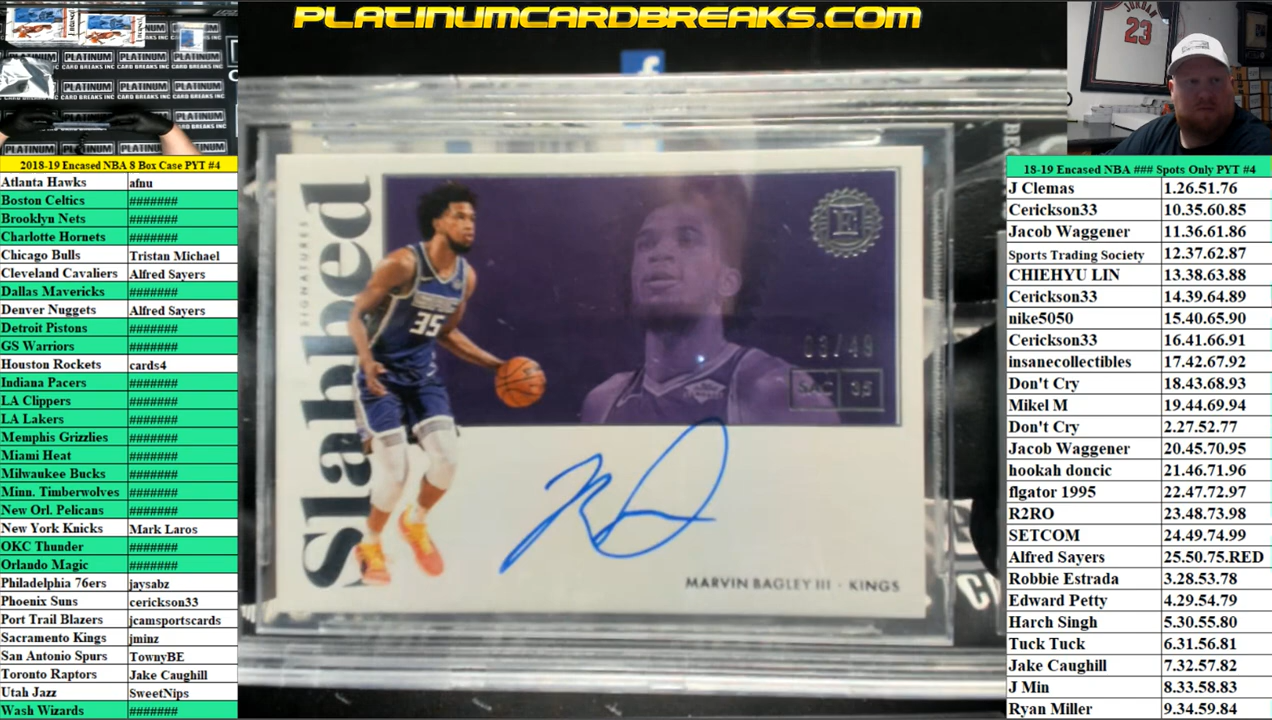 PLATINUMCARDBREAKS.COM
PLATINUM
CARD BREAKS INC
JORDAN
23
2018-19 Encased NBA 8 Box Case PYT #4
Atlanta Hawks afnu
Boston Celtics #######
Brooklyn Nets #######
Charlotte Hornets #######
Chicago Bulls Tristan Michael
Cleveland Cavaliers Alfred Sayers
Dallas Mavericks #######
Denver Nuggets Alfred Sayers
Detroit Pistons #######
GS Warriors #######
Houston Rockets cards4
Indiana Pacers #######
LA Clippers #######
LA Lakers #######
Memphis Grizzlies #######
Miami Heat #######
Milwaukee Bucks #######
Minn. Timberwolves #######
New Orl. Pelicans #######
New York Knicks Mark Laros
OKC Thunder #######
Orlando Magic #######
Philadelphia 76ers jaysabz
Phoenix Suns cerickson33
Port Trail Blazers jcamsportscards
Sacramento Kings jminz
San Antonio Spurs TownyBE
Toronto Raptors Jake Caughill
Utah Jazz SweetNips
Wash Wizards #######
Slabbed
SIGNATURES
35
E
03/49
SAC 35
MARVIN BAGLEY III · KINGS
18-19 Encased NBA ### Spots Only PYT #4
J Clemas 1.26.51.76
Cerickson33 10.35.60.85
Jacob Waggener 11.36.61.86
Sports Trading Society 12.37.62.87
CHIEHYU LIN 13.38.63.88
Cerickson33 14.39.64.89
nike5050 15.40.65.90
Cerickson33 16.41.66.91
insanecollectibles 17.42.67.92
Don't Cry 18.43.68.93
Mikel M 19.44.69.94
Don't Cry 2.27.52.77
Jacob Waggener 20.45.70.95
hookah doncic 21.46.71.96
flgator 1995 22.47.72.97
R2RO 23.48.73.98
SETCOM 24.49.74.99
Alfred Sayers 25.50.75.RED
Robbie Estrada 3.28.53.78
Edward Petty 4.29.54.79
Harch Singh 5.30.55.80
Tuck Tuck 6.31.56.81
Jake Caughill 7.32.57.82
J Min 8.33.58.83
Ryan Miller 9.34.59.84